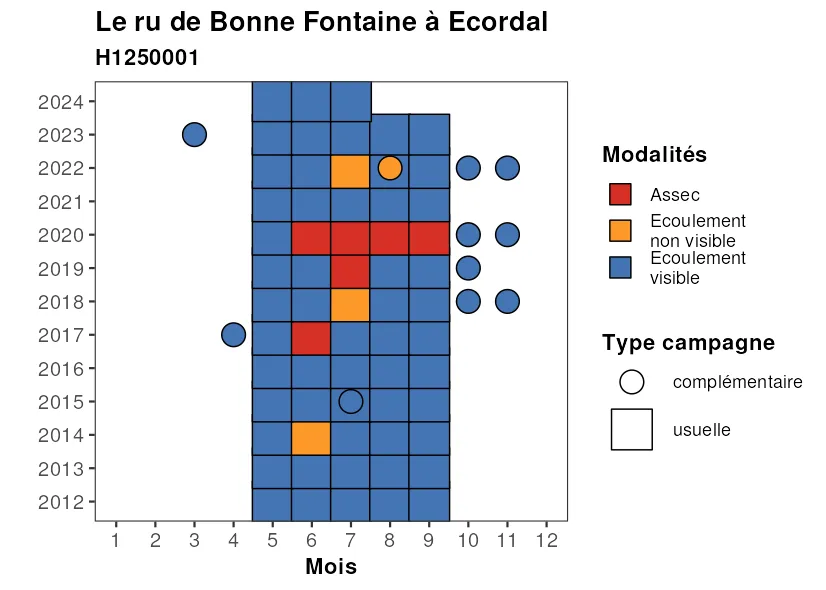 Le ru de Bonne Fontaine à Ecordal
H1250001
2024
2023
2022
2021
2020
2019
2018
2017
2016
2015
2014
2013
2012
1 2 3 4 5 6 7 8 9 10 11 12
Mois
Modalités
Assec
Ecoulement
non visible
Ecoulement
visible
Type campagne
complémentaire
usuelle